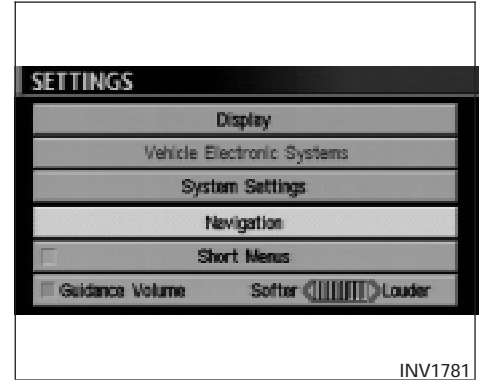 SETTINGS
Display
Vehicle Electronic Systems
System Settings
Navigation
Short Menus
Guidance Volume Softer Louder
INV1781